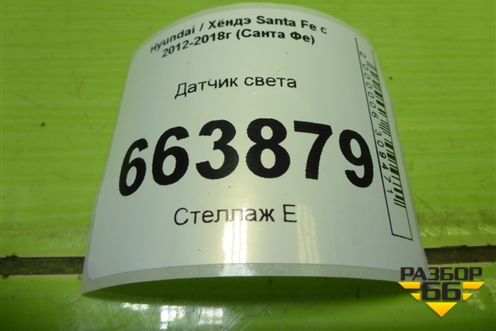 Hyundai / Хёндэ Santa Fe с
2012-2018г (Санта Фе)
Датчик света
663879
Стеллаж Е
РАЗБОР
66